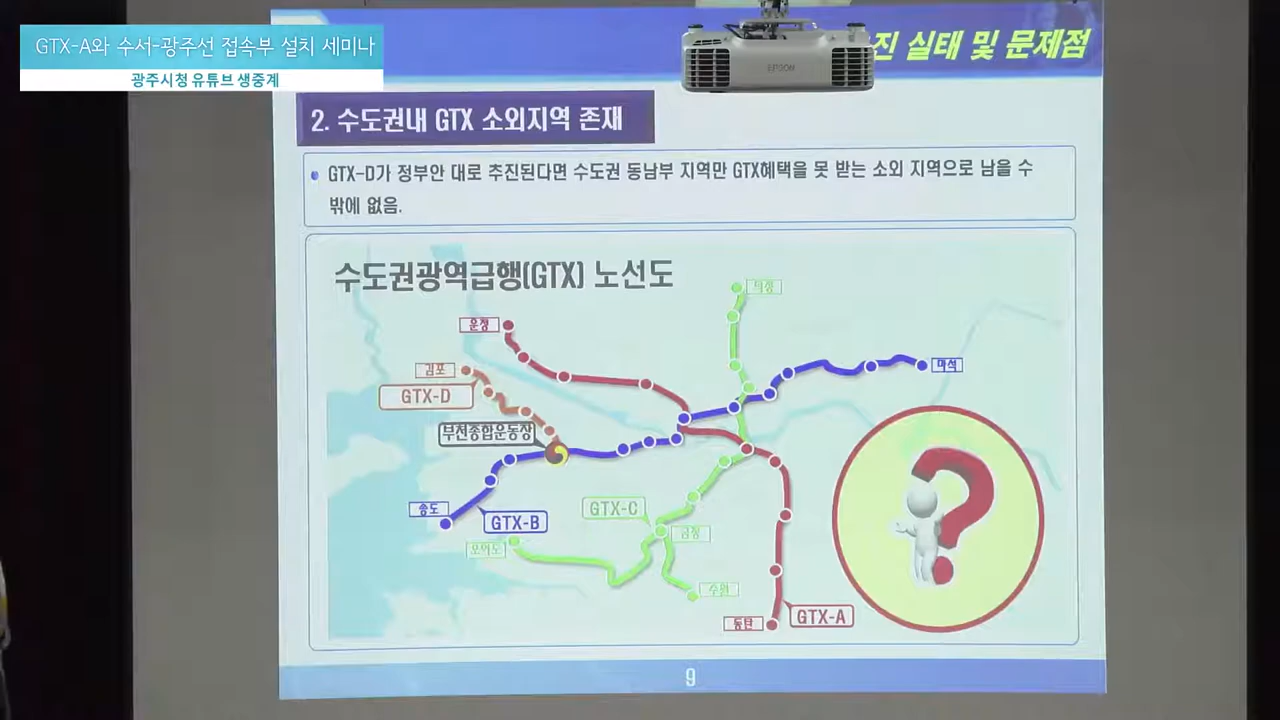 GTX-A와 수서-광주선 접속부 설치 세미나
광주시청 유튜브 생중계
EPSON
진 실태 및 문제점
2. 수도권내 GTX 소외지역 존재
GTX-D가 정부안 대로 추진된다면 수도권 동남부 지역만 GTX혜택을 못 받는 소외 지역으로 남을 수
밖에 없음.
수도권광역급행(GTX) 노선도
덕정
운정
김포
마석
GTX-D
부천종합운동장
송도
GTX-B
GTX-C
오이도
금정
수원
동탄
GTX-A
9